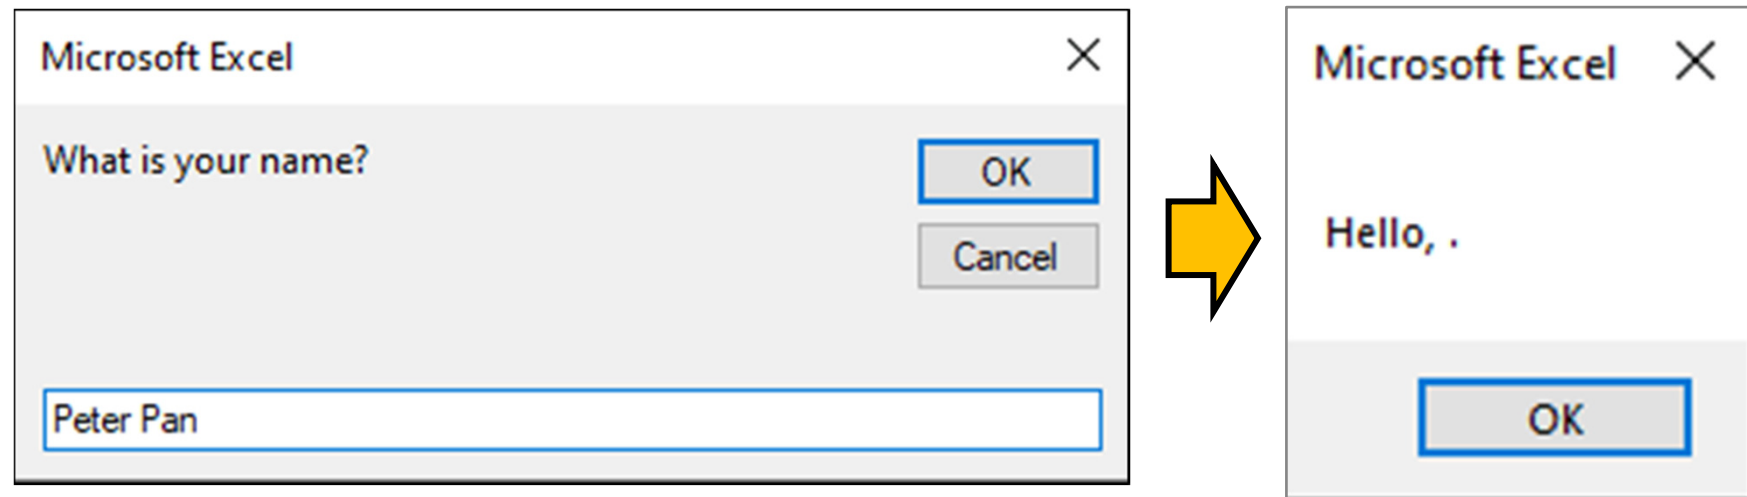 Microsoft Excel
What is your name?
OK
Cancel
Peter Pan
Microsoft Excel
Hello, .
OK